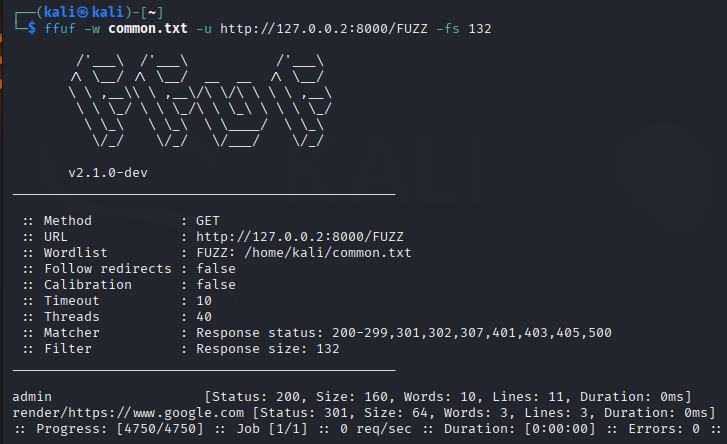 ┌──(kali㉿kali)-[~]
└─$ ffuf -w common.txt -u http://127.0.0.2:8000/FUZZ -fs 132
        /'___\  /'___\           /'___\
       /\ \__/ /\ \__/  __  __  /\ \__/
       \ \ ,__\\ \ ,__\/\ \/\ \ \ \ ,__\
        \ \ \_/ \ \ \_/\ \ \_\ \ \ \ \_/
         \ \_\   \ \_\  \ \____/  \ \_\
          \/_/    \/_/   \/___/    \/_/
       v2.1.0-dev
________________________________________________
 :: Method           : GET
 :: URL              : http://127.0.0.2:8000/FUZZ
 :: Wordlist         : FUZZ: /home/kali/common.txt
 :: Follow redirects : false
 :: Calibration      : false
 :: Timeout          : 10
 :: Threads          : 40
 :: Matcher          : Response status: 200-299,301,302,307,401,403,405,500
 :: Filter           : Response size: 132
________________________________________________
admin                   [Status: 200, Size: 160, Words: 10, Lines: 11, Duration: 0ms]
render/https://www.google.com [Status: 301, Size: 64, Words: 3, Lines: 3, Duration: 0ms]
:: Progress: [4750/4750] :: Job [1/1] :: 0 req/sec :: Duration: [0:00:00] :: Errors: 0 ::